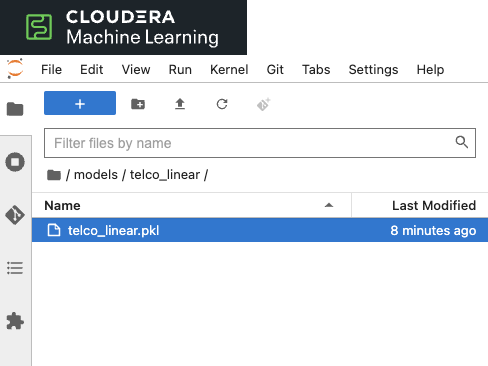 CLOUDERA
Machine Learning
File Edit View Run Kernel Git Tabs Settings Help
Filter files by name
/ models / telco_linear /
Name Last Modified
telco_linear.pkl 8 minutes ago